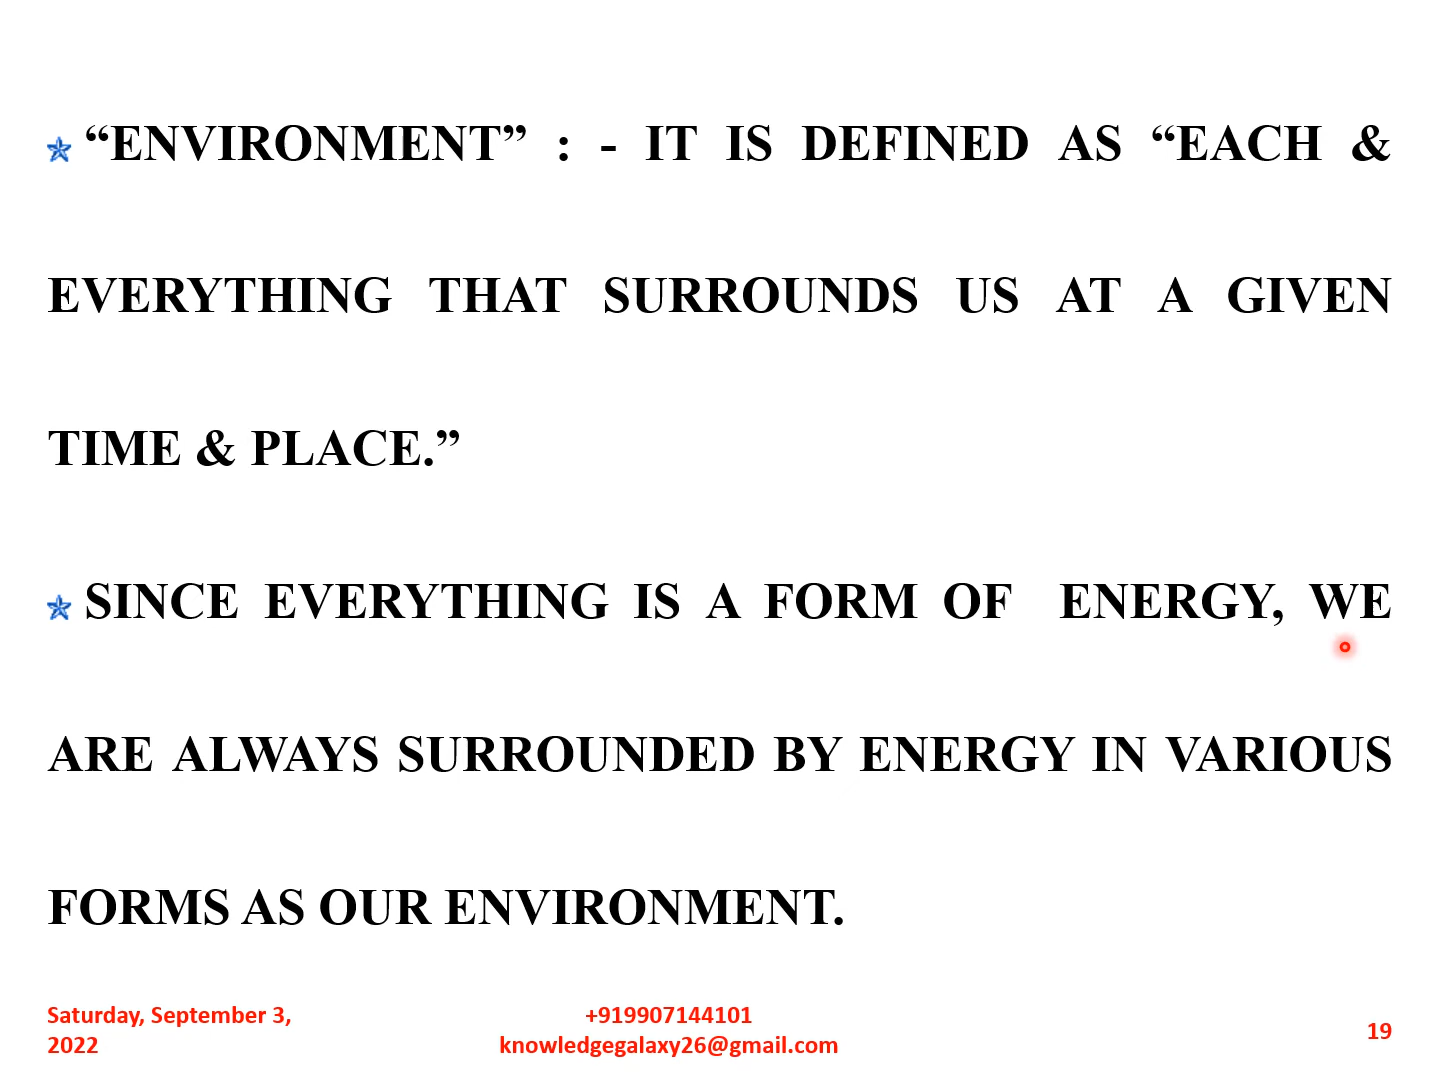 “ENVIRONMENT” : - IT IS DEFINED AS “EACH &
EVERYTHING THAT SURROUNDS US AT A GIVEN
TIME & PLACE.”
SINCE EVERYTHING IS A FORM OF ENERGY, WE
ARE ALWAYS SURROUNDED BY ENERGY IN VARIOUS
FORMS AS OUR ENVIRONMENT.
Saturday, September 3,
2022
+919907144101
knowledgegalaxy26@gmail.com
19